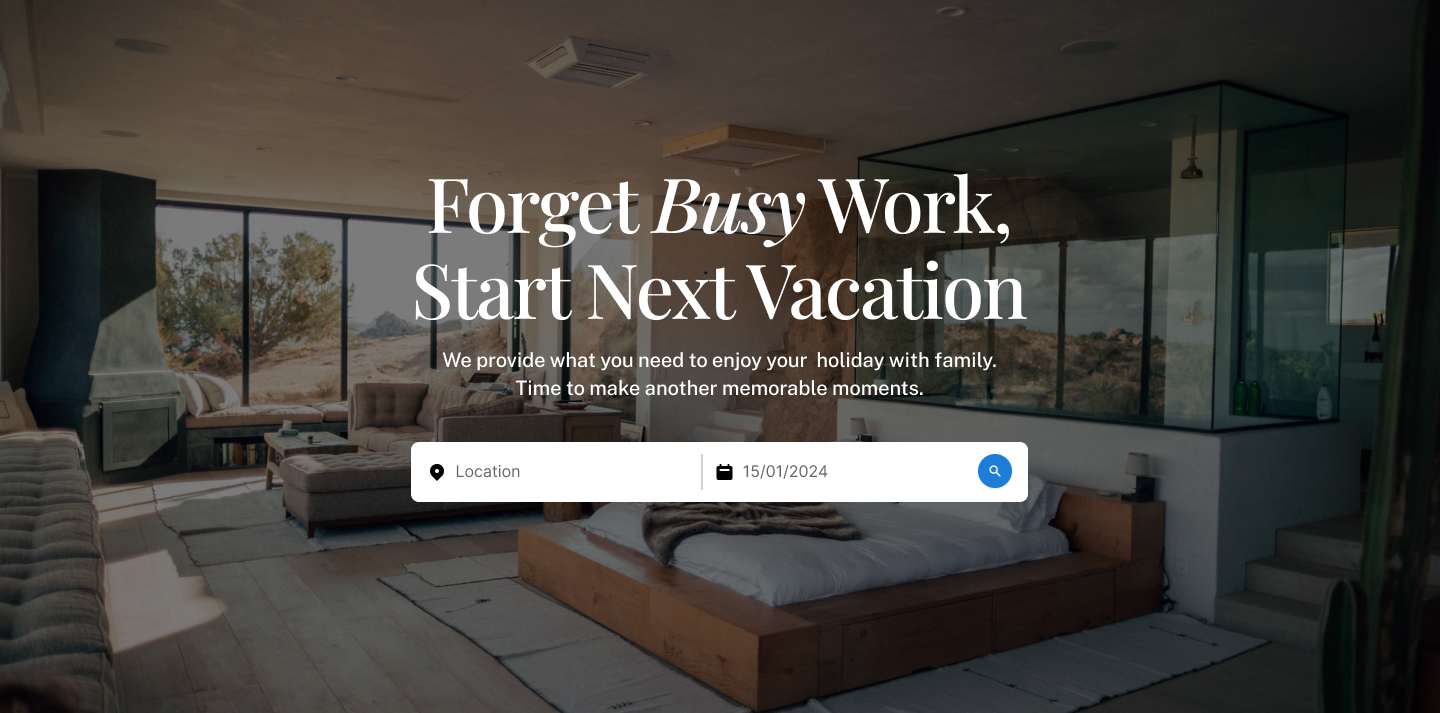 Forget Busy Work,
Start Next Vacation
We provide what you need to enjoy your  holiday with family.
Time to make another memorable moments.
Location
15/01/2024